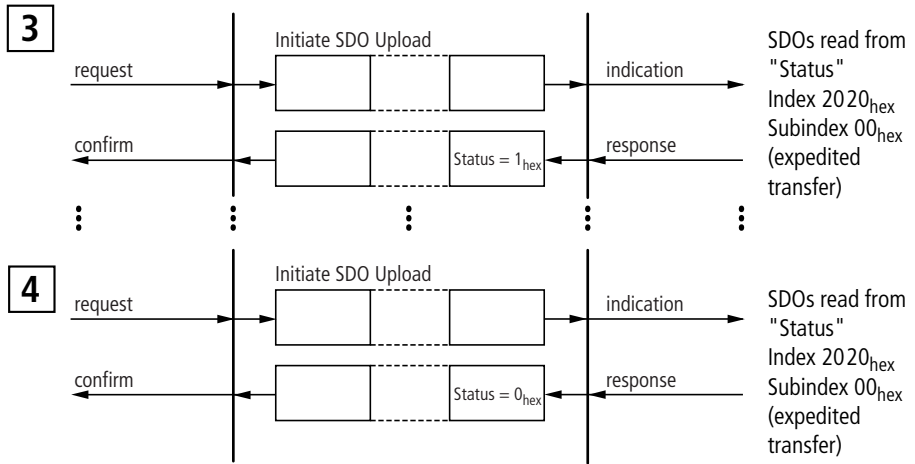 3
Initiate SDO Upload
request
indication
SDOs read from
"Status"
Index 2020hex
Subindex 00hex
(expedited
transfer)
confirm
Status = 1hex
response
4
Initiate SDO Upload
request
indication
SDOs read from
"Status"
Index 2020hex
Subindex 00hex
(expedited
transfer)
confirm
Status = 0hex
response